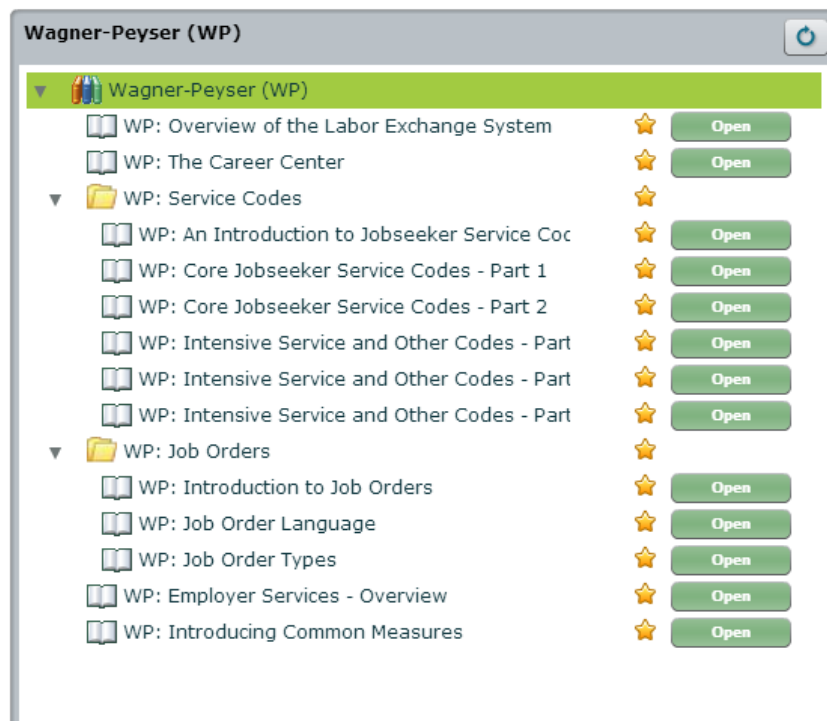 Wagner-Peyser (WP)
Wagner-Peyser (WP)
WP: Overview of the Labor Exchange System Open
WP: The Career Center Open
WP: Service Codes
WP: An Introduction to Jobseeker Service Coc Open
WP: Core Jobseeker Service Codes - Part 1 Open
WP: Core Jobseeker Service Codes - Part 2 Open
WP: Intensive Service and Other Codes - Part Open
WP: Intensive Service and Other Codes - Part Open
WP: Intensive Service and Other Codes - Part Open
WP: Job Orders
WP: Introduction to Job Orders Open
WP: Job Order Language Open
WP: Job Order Types Open
WP: Employer Services - Overview Open
WP: Introducing Common Measures Open